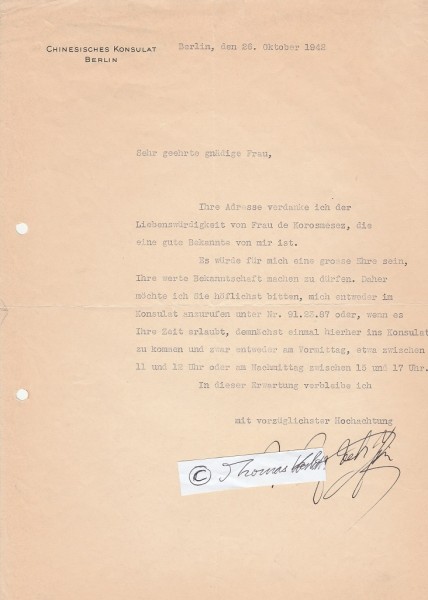 CHINESISCHES KONSULAT
BERLIN
Berlin, den 26. Oktober 1942
Sehr geehrte gnädige Frau,
Ihre Adresse verdanke ich der
Liebenswürdigkeit von Frau de Korosmeses, die
eine gute Bekannte von mir ist.
Es würde für mich eine grosse Ehre sein,
Ihre werte Bekanntschaft machen zu dürfen. Daher
möchte ich Sie höflichst bitten, mich entweder im
Konsulat anzurufen unter Nr. 91.23.87 oder, wenn es
Ihre Zeit erlaubt, demnächst einmal hierher ins Konsulat
zu kommen und zwar entweder am Vormittag, etwa zwischen
11 und 12 Uhr oder am Nachmittag zwischen 15 und 17 Uhr.
In dieser Erwartung verbleibe ich
mit vorzüglichster Hochachtung
© Thomas